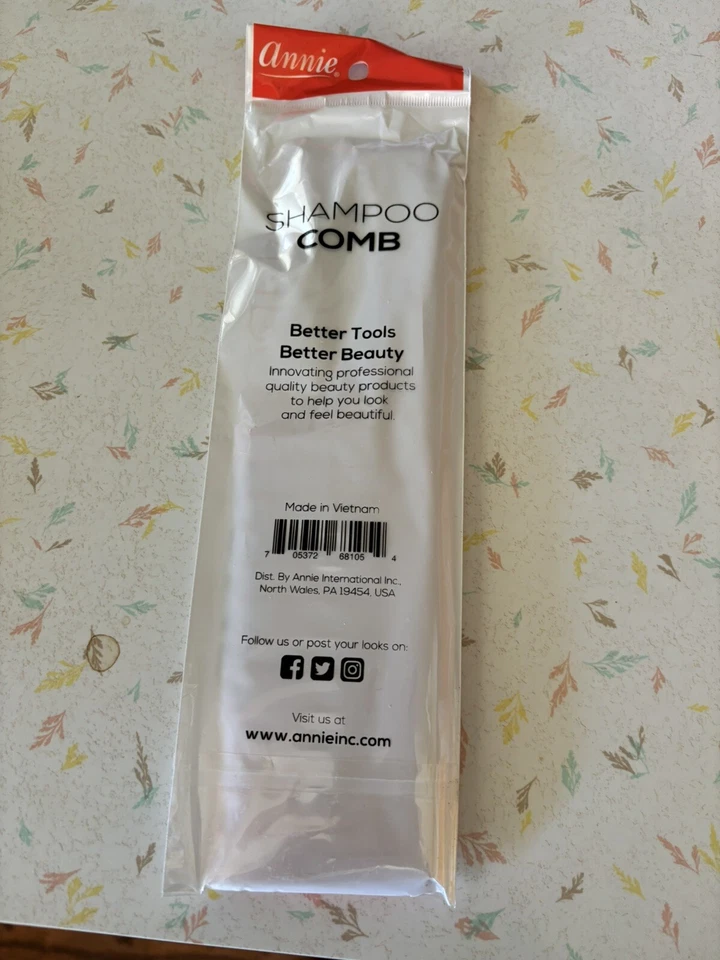 annie
SHAMPOO
COMB
Better Tools
Better Beauty
Innovating professional
quality beauty products
to help you look
and feel beautiful.
Made in Vietnam
7 05372 68105 4
Dist. By Annie International Inc.,
North Wales, PA 19454, USA
Follow us or post your looks on:
Visit us at
www.annieinc.com